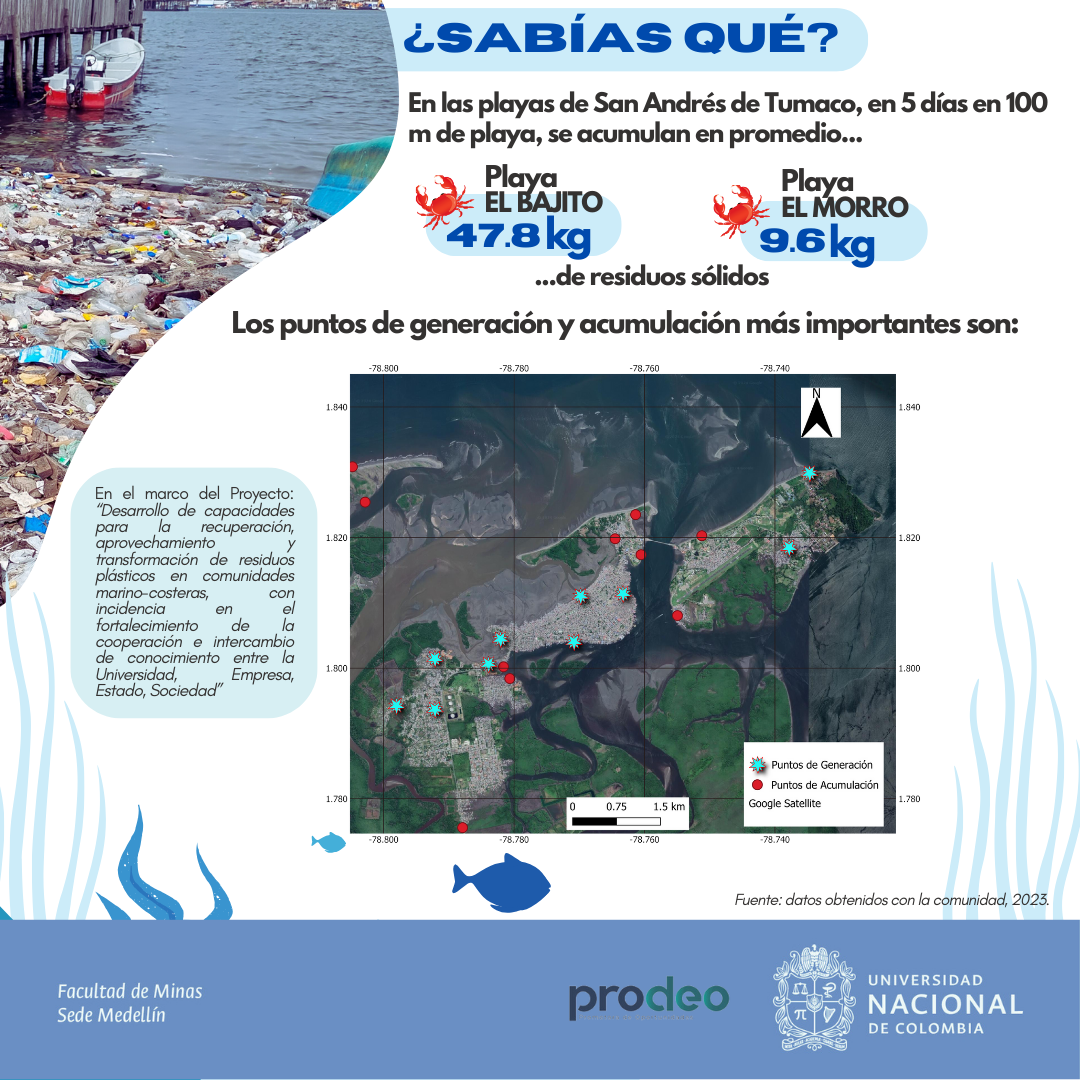 ¿SABÍAS QUÉ?
En las playas de San Andrés de Tumaco, en 5 días en 100
m de playa, se acumulan en promedio...
Playa
EL BAJITO
47.8 kg
Playa
EL MORRO
9.6 kg
...de residuos sólidos
Los puntos de generación y acumulación más importantes son:
-78.800 -78.780 -78.760 -78.740
N
1.840 1.840
1.820 1.820
1.800 1.800
1.780 1.780
Puntos de Generación
Puntos de Acumulación
Google Satellite
0 0.75 1.5 km
-78.800 -78.780 -78.760 -78.740
En el marco del Proyecto:
“Desarrollo de capacidades
para la recuperación,
aprovechamiento y
transformación de residuos
plásticos en comunidades
marino-costeras, con
incidencia en el
fortalecimiento de la
cooperación e intercambio
de conocimiento entre la
Universidad, Empresa,
Estado, Sociedad”
Fuente: datos obtenidos con la comunidad, 2023.
Facultad de Minas
Sede Medellín
prodeo
UNIVERSIDAD
NACIONAL
DE COLOMBIA